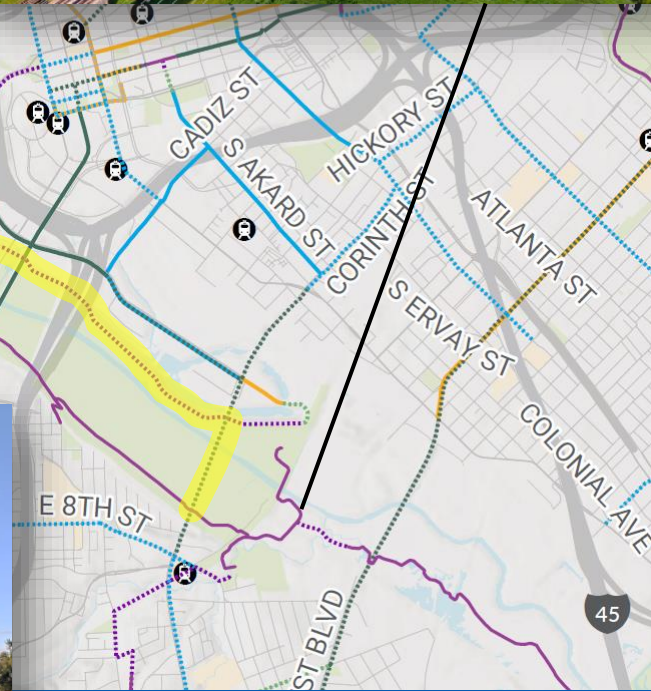 CADIZ ST
HICKORY ST
S AKARD ST
CORINTH ST
ATLANTA ST
S ERVAY ST
COLONIAL AVE
E 8TH ST
45
ST BLVD